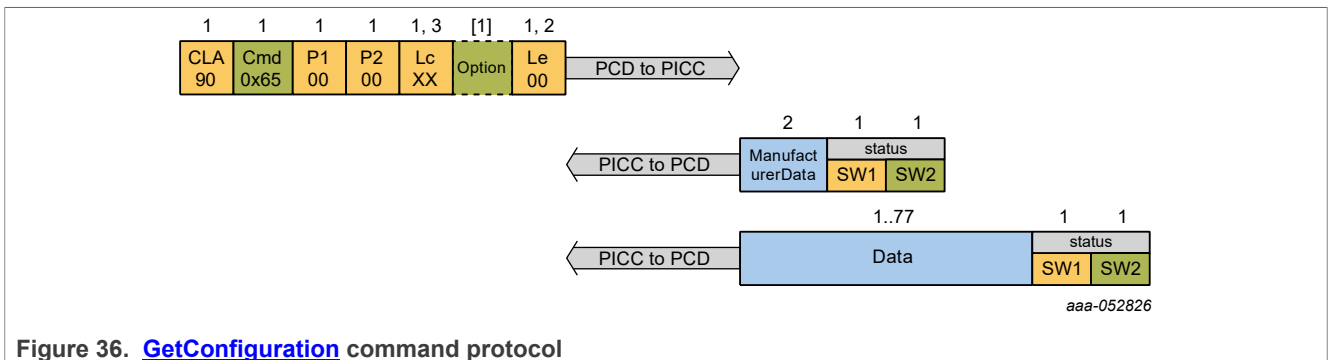 1 1 1 1 1, 3 [1] 1, 2
CLA Cmd P1 P2 Lc Option Le
90 0x65 00 00 XX 00
PCD to PICC
2 1 1
PICC to PCD
Manufact
urerData
status
SW1 SW2
1..77 1 1
PICC to PCD
Data
status
SW1 SW2
aaa-052826
Figure 36. GetConfiguration command protocol